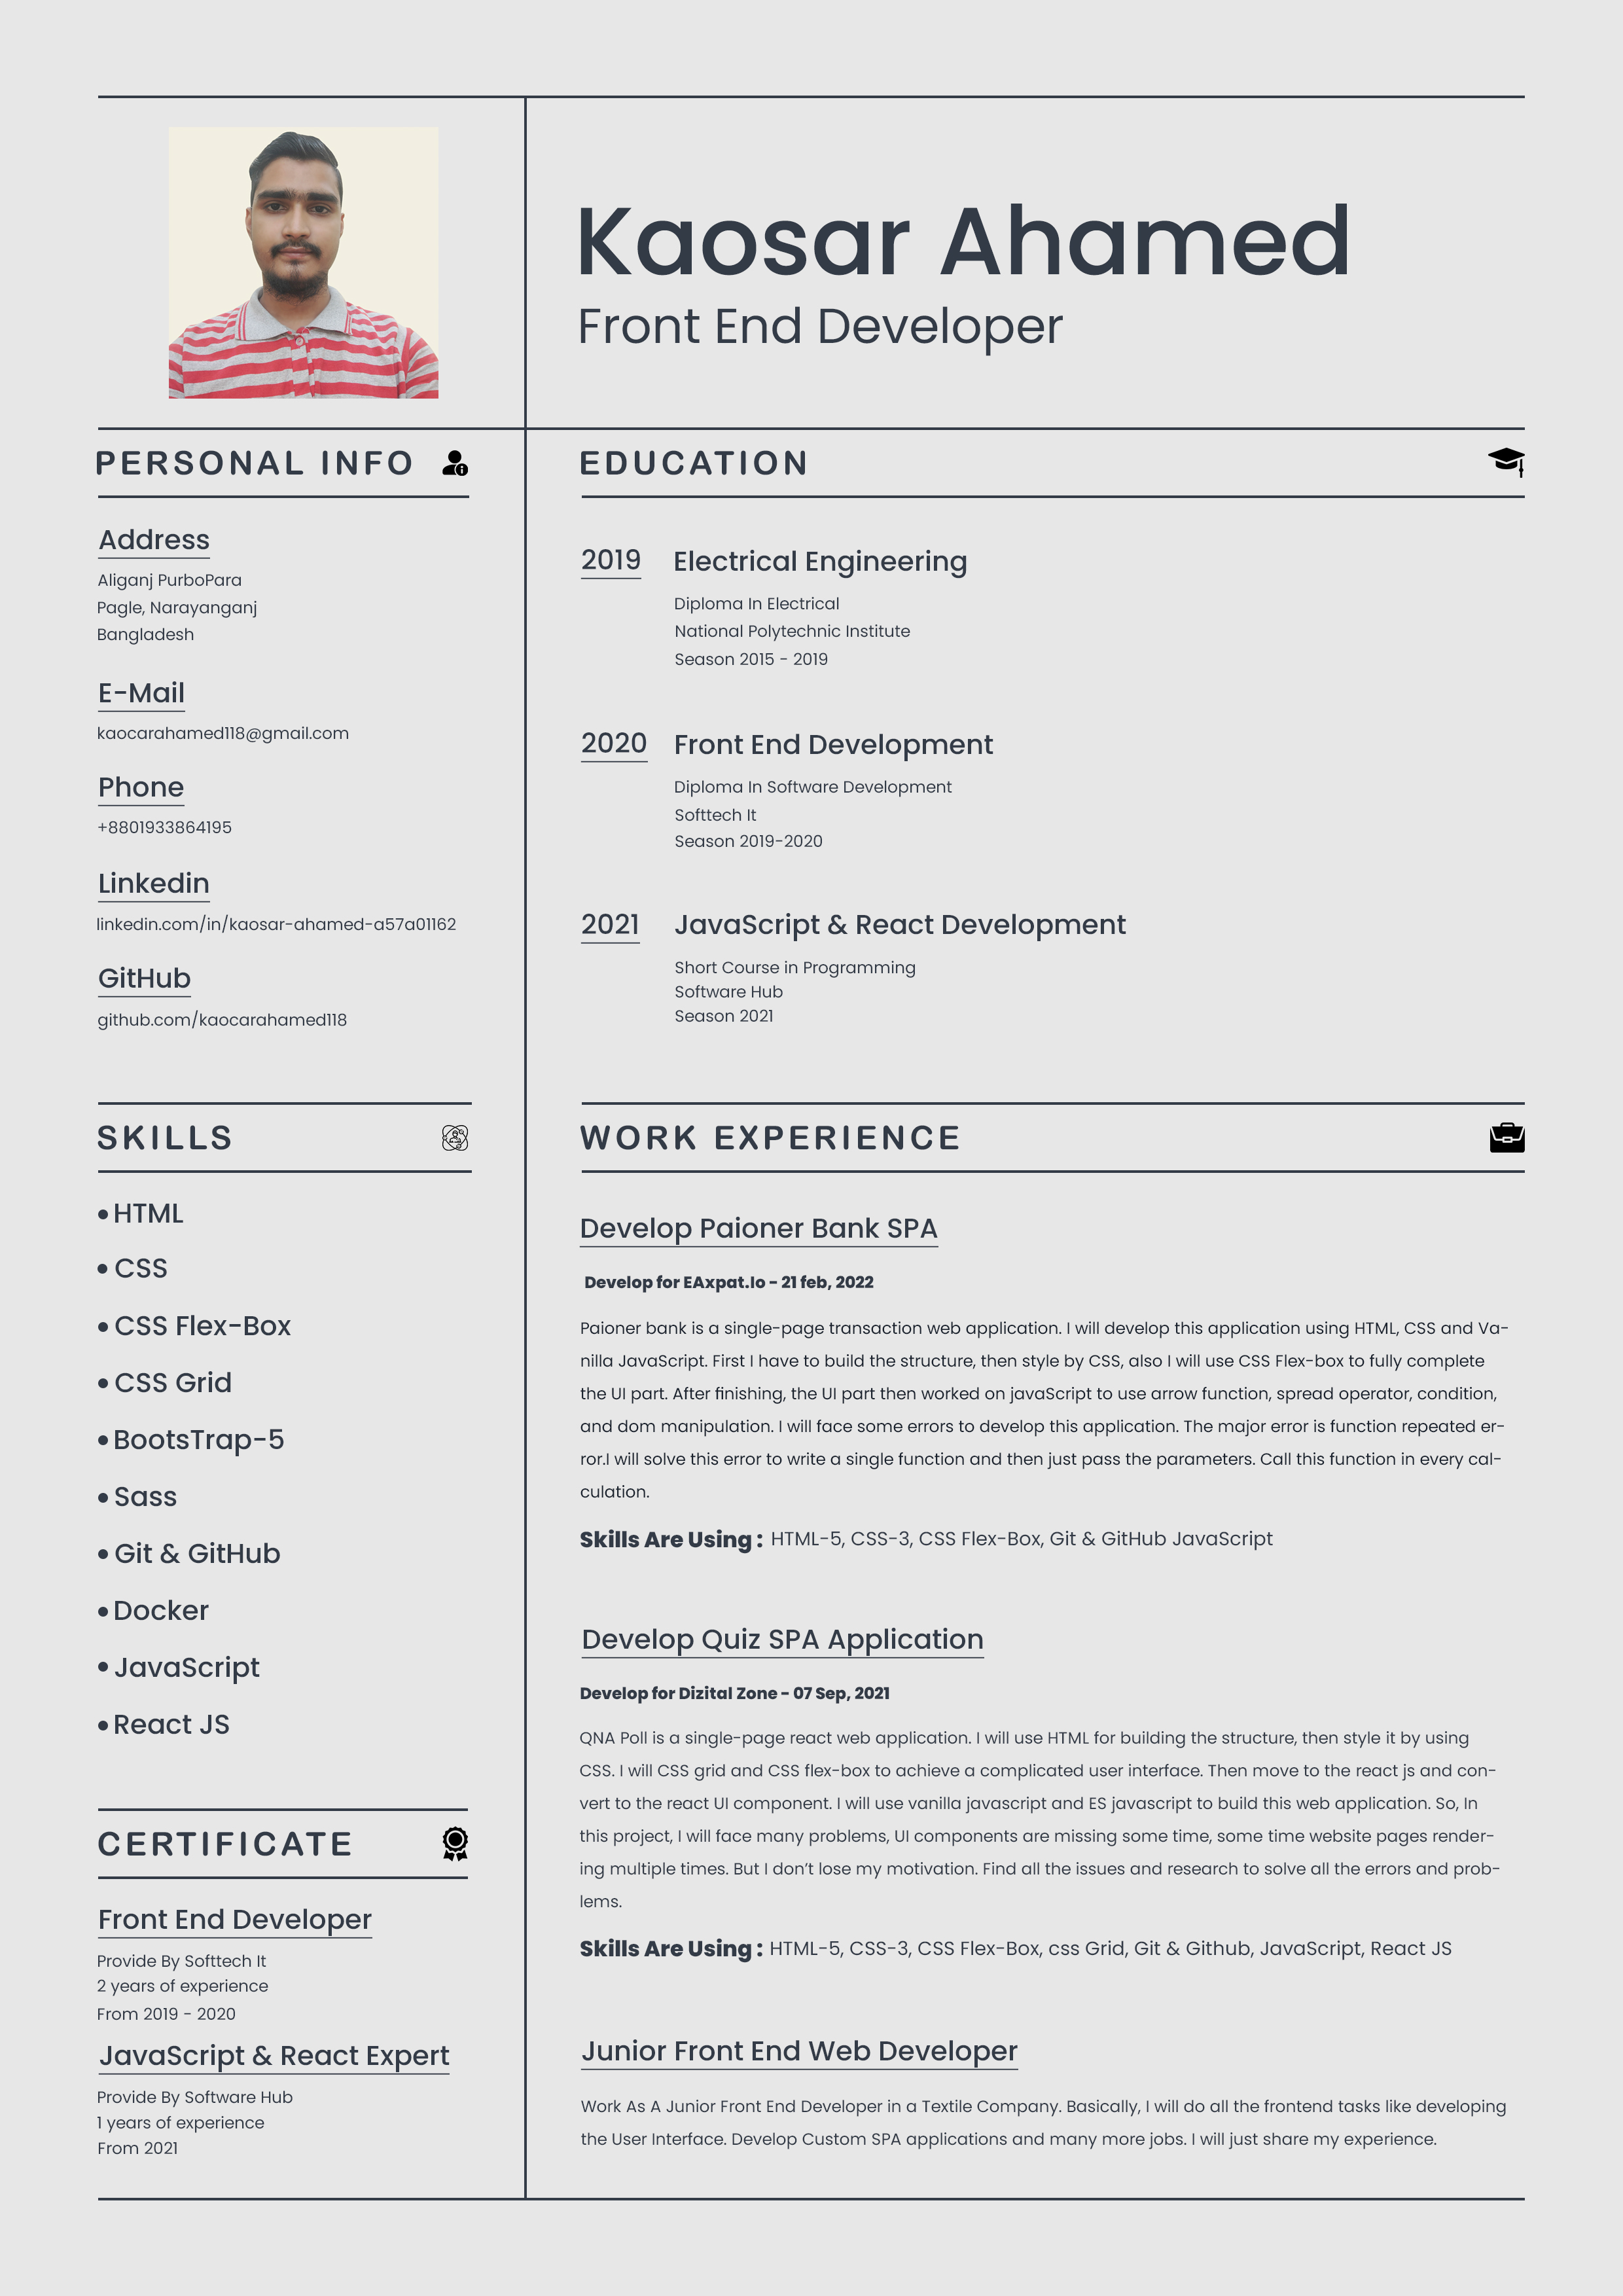 Kaosar Ahamed
Front End Developer
PERSONAL INFO
Address
Aliganj PurboPara
Pagle, Narayanganj
Bangladesh
E-Mail
kaocarahamed118@gmail.com
Phone
+8801933864195
Linkedin
linkedin.com/in/kaosar-ahamed-a57a01162
GitHub
github.com/kaocarahamed118
SKILLS
• HTML
• CSS
• CSS Flex-Box
• CSS Grid
• BootsTrap-5
• Sass
• Git & GitHub
• Docker
• JavaScript
• React JS
CERTIFICATE
Front End Developer
Provide By Softtech It
2 years of experience
From 2019 - 2020
JavaScript & React Expert
Provide By Software Hub
1 years of experience
From 2021
EDUCATION
2019 Electrical Engineering
Diploma In Electrical
National Polytechnic Institute
Season 2015 - 2019
2020 Front End Development
Diploma In Software Development
Softtech It
Season 2019-2020
2021 JavaScript & React Development
Short Course in Programming
Software Hub
Season 2021
WORK EXPERIENCE
Develop Paioner Bank SPA
Develop for EAxpat.Io - 21 feb, 2022
Paioner bank is a single-page transaction web application. I will develop this application using HTML, CSS and Va-
nilla JavaScript. First I have to build the structure, then style by CSS, also I will use CSS Flex-box to fully complete
the UI part. After finishing, the UI part then worked on javaScript to use arrow function, spread operator, condition,
and dom manipulation. I will face some errors to develop this application. The major error is function repeated er-
ror.I will solve this error to write a single function and then just pass the parameters. Call this function in every cal-
culation.
Skills Are Using : HTML-5, CSS-3, CSS Flex-Box, Git & GitHub JavaScript
Develop Quiz SPA Application
Develop for Dizital Zone - 07 Sep, 2021
QNA Poll is a single-page react web application. I will use HTML for building the structure, then style it by using
CSS. I will CSS grid and CSS flex-box to achieve a complicated user interface. Then move to the react js and con-
vert to the react UI component. I will use vanilla javascript and ES javascript to build this web application. So, In
this project, I will face many problems, UI components are missing some time, some time website pages render-
ing multiple times. But I don't lose my motivation. Find all the issues and research to solve all the errors and prob-
lems.
Skills Are Using : HTML-5, CSS-3, CSS Flex-Box, css Grid, Git & Github, JavaScript, React JS
Junior Front End Web Developer
Work As A Junior Front End Developer in a Textile Company. Basically, I will do all the frontend tasks like developing
the User Interface. Develop Custom SPA applications and many more jobs. I will just share my experience.